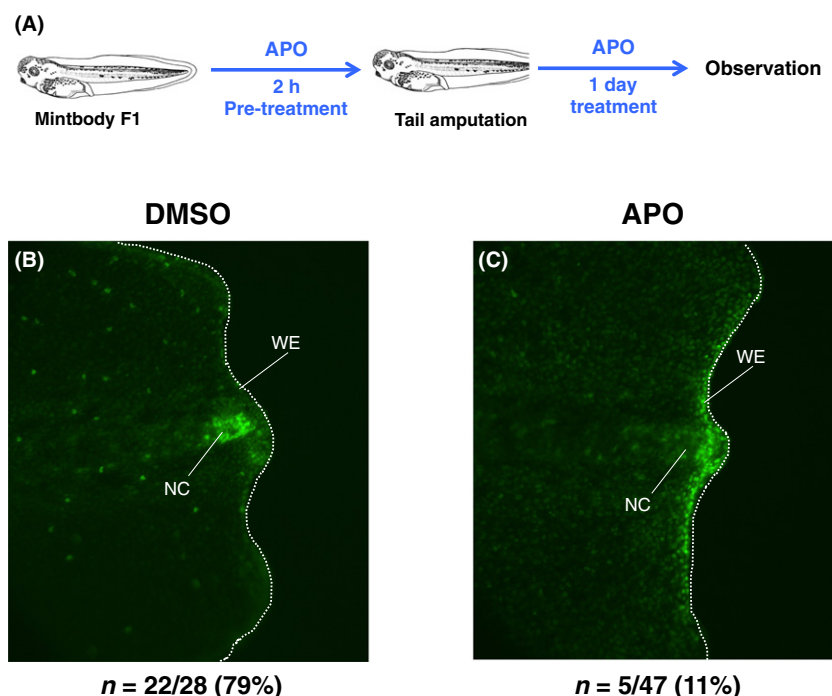 (A)
APO
2 h
Pre-treatment
APO
1 day
treatment
Observation
Mintbody F1
Tail amputation
DMSO
APO
(B)
WE
NC
(C)
WE
NC
n = 22/28 (79%)
n = 5/47 (11%)